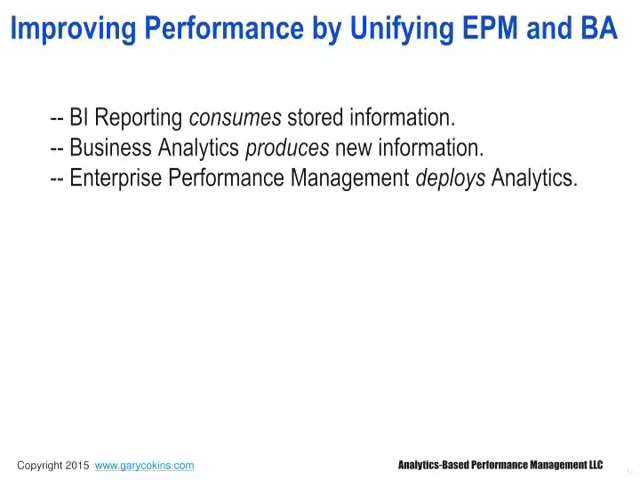 Improving Performance by Unifying EPM and BA
-- BI Reporting consumes stored information.
-- Business Analytics produces new information.
-- Enterprise Performance Management deploys Analytics.
Copyright 2015 www.garycokins.com
Analytics-Based Performance Management LLC